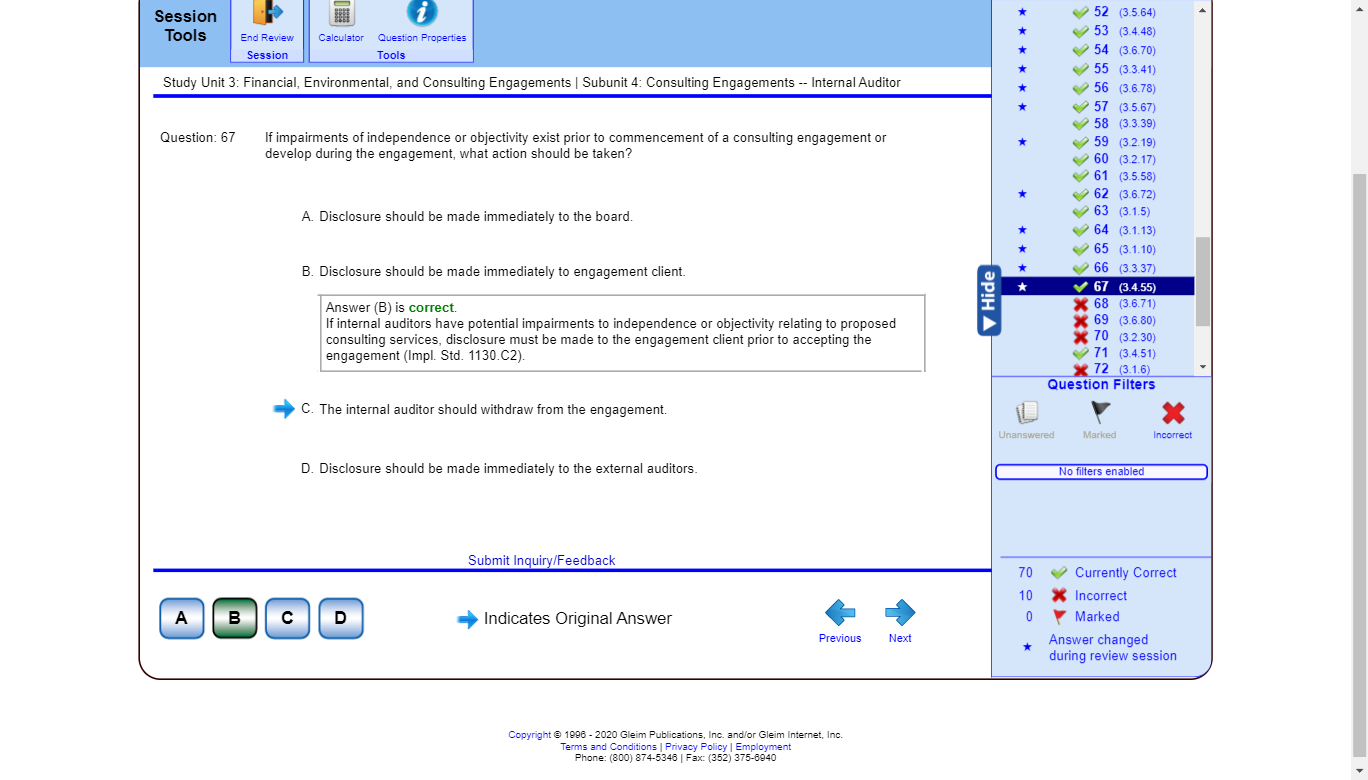 Session Tools
End Review
Session
Calculator
Question Properties
Tools
Study Unit 3: Financial, Environmental, and Consulting Engagements | Subunit 4: Consulting Engagements -- Internal Auditor
Question: 67
If impairments of independence or objectivity exist prior to commencement of a consulting engagement or
develop during the engagement, what action should be taken?
A. Disclosure should be made immediately to the board.
B. Disclosure should be made immediately to engagement client.
Answer (B) is correct.
If internal auditors have potential impairments to independence or objectivity relating to proposed
consulting services, disclosure must be made to the engagement client prior to accepting the
engagement (Impl. Std. 1130.C2).
C. The internal auditor should withdraw from the engagement.
D. Disclosure should be made immediately to the external auditors.
Submit Inquiry/Feedback
A
B
C
D
Indicates Original Answer
Previous
Next
Hide
52 (3.5.64)
53 (3.4.48)
54 (3.6.70)
55 (3.3.41)
56 (3.6.78)
57 (3.5.67)
58 (3.3.39)
59 (3.2.19)
60 (3.2.17)
61 (3.5.58)
62 (3.6.72)
63 (3.1.5)
64 (3.1.13)
65 (3.1.10)
66 (3.3.37)
67 (3.4.55)
68 (3.6.71)
69 (3.6.80)
70 (3.2.30)
71 (3.4.51)
72 (3.1.6)
Question Filters
Unanswered
Marked
Incorrect
No filters enabled
70 Currently Correct
10 Incorrect
0 Marked
Answer changed
during review session
Copyright © 1996 - 2020 Gleim Publications, Inc. and/or Gleim Internet, Inc.
Terms and Conditions | Privacy Policy | Employment
Phone: (800) 874-5346 | Fax: (352) 375-6940